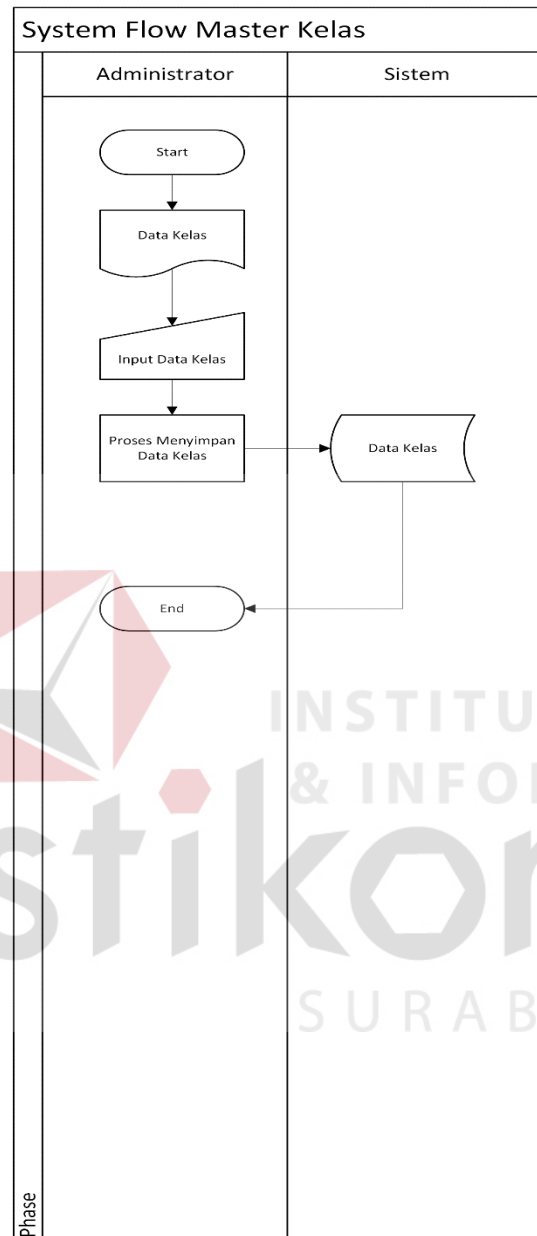 System Flow Master Kelas
Administrator
Sistem
Start
Data Kelas
Input Data Kelas
Proses Menyimpan
Data Kelas
Data Kelas
End
INSTITU
& INFO
stikom
SURAB
Phase